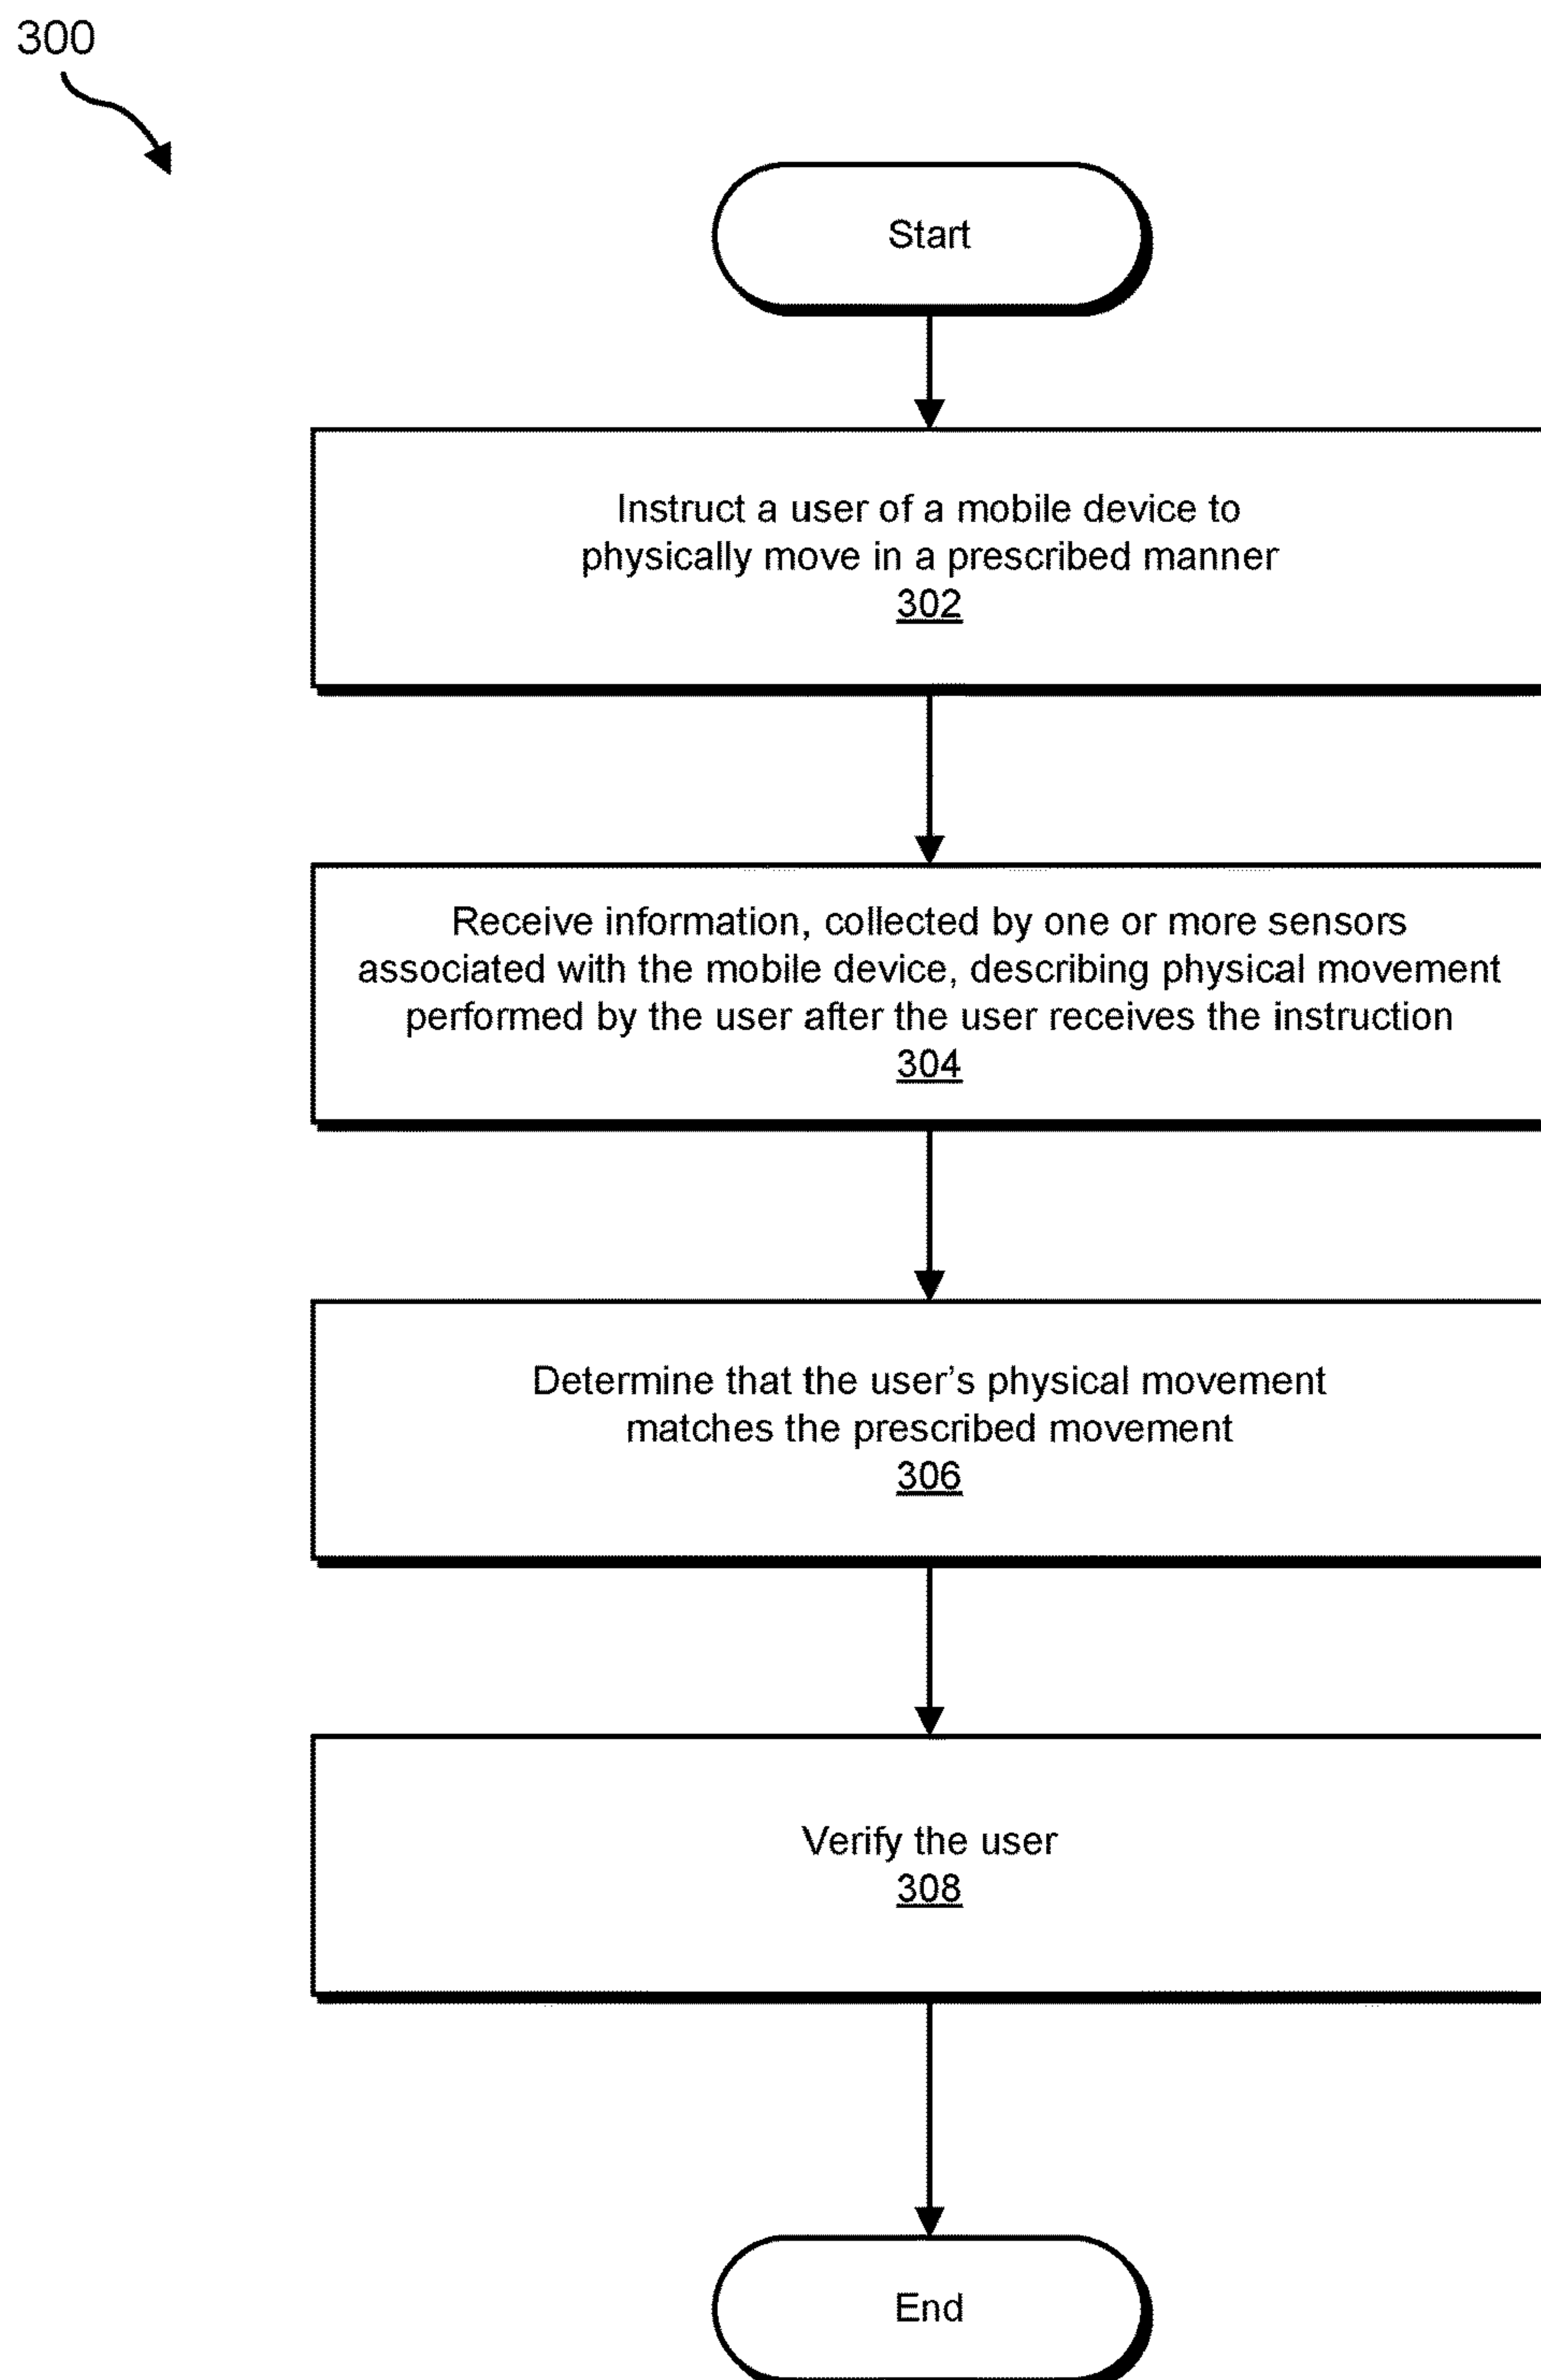 300
Start
Instruct a user of a mobile device to
physically move in a prescribed manner
302
Receive information, collected by one or more sensors
associated with the mobile device, describing physical movement
performed by the user after the user receives the instruction
304
Determine that the user’s physical movement
matches the prescribed movement
306
Verify the user
308
End